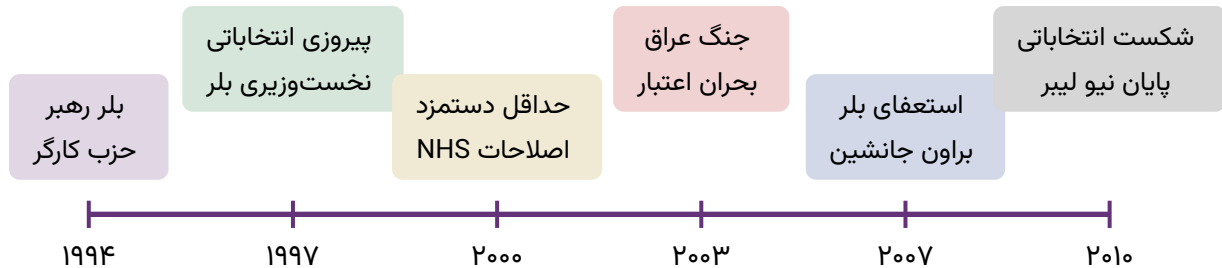 بلر رهبر
حزب کارگر
پیروزی انتخاباتی
نخست‌وزیری بلر
حداقل دستمزد
اصلاحات NHS
جنگ عراق
بحران اعتبار
استعفای بلر
براون جانشین
شکست انتخاباتی
پایان نیو لیبر
۱۹۹۴
۱۹۹۷
۲۰۰۰
۲۰۰۳
۲۰۰۷
۲۰۱۰